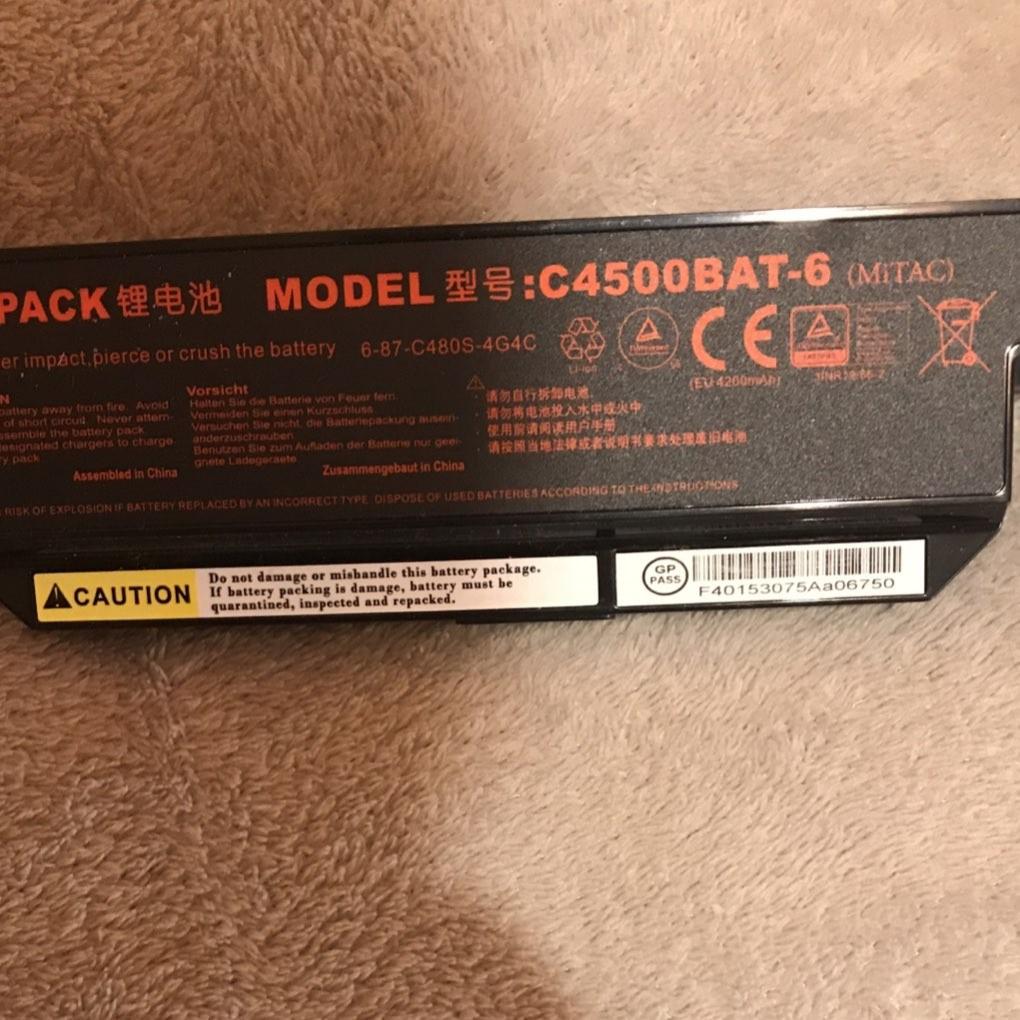 PACK 锂电池 MODEL 型号:C4500BAT-6 (MiTAC)
er impact,pierce or crush the battery 6-87-C480S-4G4C
Li-ion
(EU 4200mAh)
N
battery away from fire. Avoid
of short circuit. Never attem-
ssemble the battery pack
designated chargers to charge
y pack
Assembled in China
Vorsicht
Halten Sie die Batterie von Feuer fern.
Vermeiden Sie einen Kurzschluss
Versuchen Sie nicht, die Batteriepackung ausen-
anderzuschrauben
Benutzen Sie zum Aufladen der Batterie nur geei-
gnete Ladegeraete
Zusammengebaut in China
请勿自行拆卸电池
请勿将电池投入水中或火中
使用前请阅读用户手册
请按照当地法律或者说明书要求处理废旧电池
RISK OF EXPLOSION IF BATTERY REPLACED BY AN INCORRECT TYPE. DISPOSE OF USED BATTERIES ACCORDING TO THE INSTRUCTIONS
CAUTION
Do not damage or mishandle this battery package.
If battery packing is damage, battery must be
quarantined, inspected and repacked.
GP
PASS
F40153075Aa06750